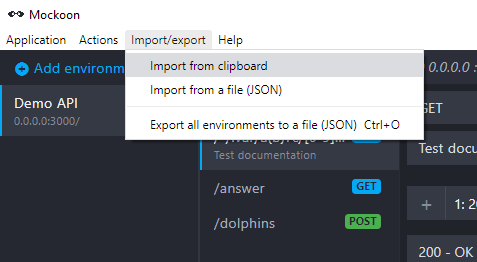 Mockoon
Application Actions Import/export Help
Import from clipboard
Import from a file (JSON)
Export all environments to a file (JSON) Ctrl+O
Add environm
Demo API
0.0.0.0:3000/
Test documentation
/answer GET
/dolphins POST
0.0.0.0 :
GET
Test docu
+ 1: 20
200 - OK